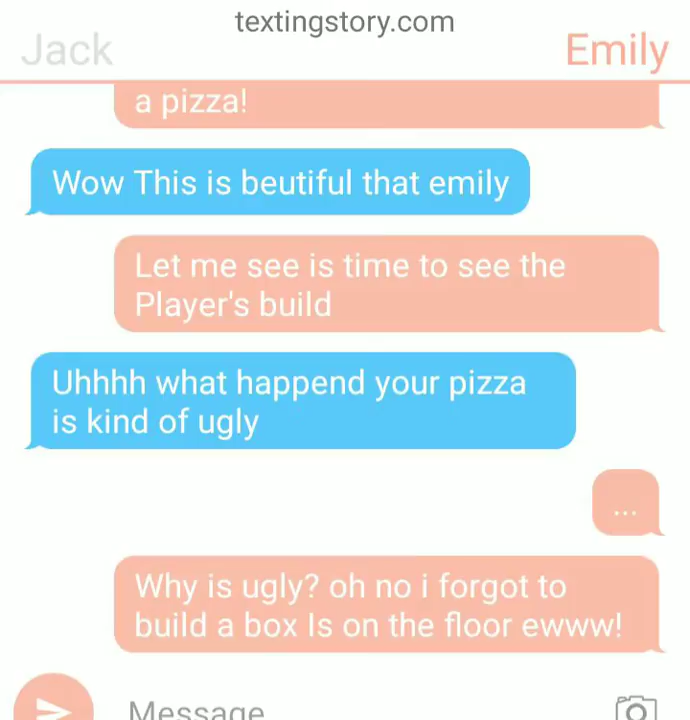 textingstory.com
Jack
Emily
a pizza!
Wow This is beutiful that emily
Let me see is time to see the
Player's build
Uhhhh what happend your pizza
is kind of ugly
...
Why is ugly? oh no i forgot to
build a box Is on the floor ewww!
Message